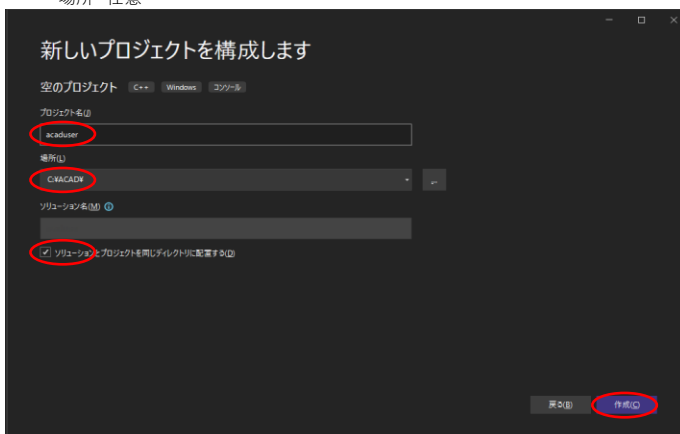 場所 任意
新しいプロジェクトを構成します
空のプロジェクト C++ Windows コンソール
プロジェクト名(J)
acaduser
場所(L)
C:¥ACAD¥
...
ソリューション名(M)
ソリューションとプロジェクトを同じディレクトリに配置する(D)
戻る(B) 作成(C)